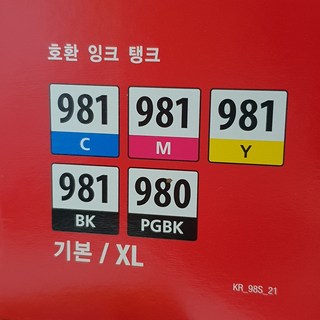 호환 잉크 탱크
981 981 981
C M Y
981 980
BK PGBK
기본 / XL
KR_98S_21